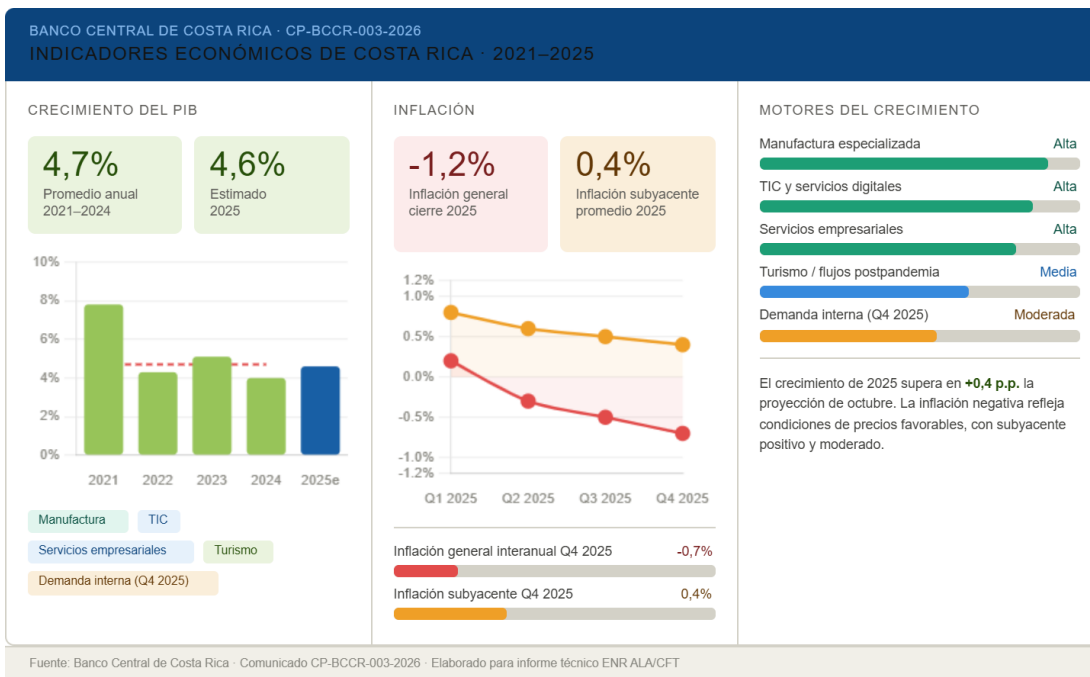 BANCO CENTRAL DE COSTA RICA · CP-BCCR-003-2026
INDICADORES ECONÓMICOS DE COSTA RICA · 2021–2025
CRECIMIENTO DEL PIB
4,7%
Promedio anual
2021–2024
4,6%
Estimado
2025
10%
8%
6%
4%
2%
0%
2021
2022
2023
2024
2025e
Manufactura
TIC
Servicios empresariales
Turismo
Demanda interna (Q4 2025)
INFLACIÓN
-1,2%
Inflación general
cierre 2025
0,4%
Inflación subyacente
promedio 2025
1.2%
1.0%
0.5%
0.0%
-0.5%
-1.0%
-1.2%
Q1 2025
Q2 2025
Q3 2025
Q4 2025
Inflación general interanual Q4 2025 -0,7%
Inflación subyacente Q4 2025 0,4%
MOTORES DEL CRECIMIENTO
Manufactura especializada Alta
TIC y servicios digitales Alta
Servicios empresariales Alta
Turismo / flujos postpandemia Media
Demanda interna (Q4 2025) Moderada
El crecimiento de 2025 supera en +0,4 p.p. la
proyección de octubre. La inflación negativa refleja
condiciones de precios favorables, con subyacente
positivo y moderado.
Fuente: Banco Central de Costa Rica · Comunicado CP-BCCR-003-2026 · Elaborado para informe técnico ENR ALA/CFT